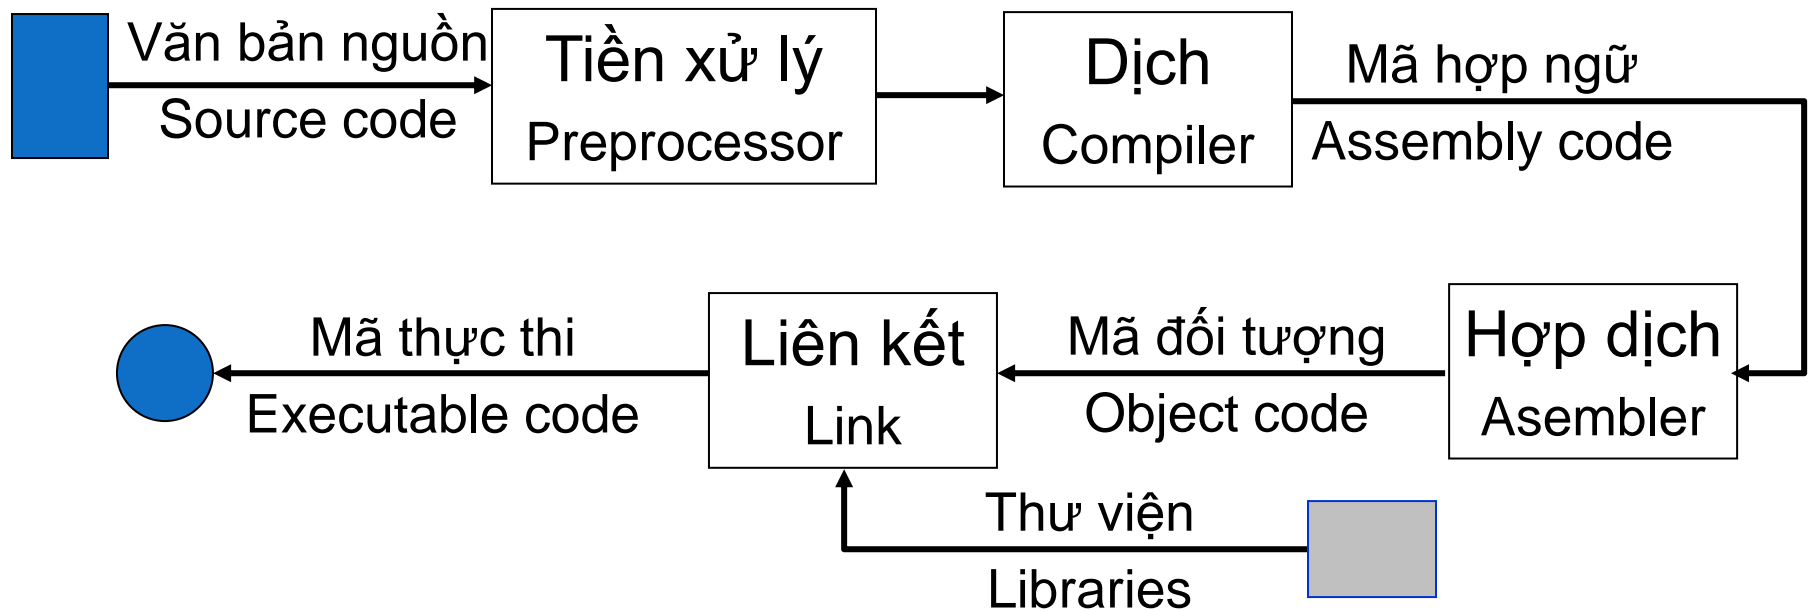 Văn bản nguồn
Source code
Tiền xử lý
Preprocessor
Dịch
Compiler
Mã hợp ngữ
Assembly code
Hợp dịch
Asembler
Mã đối tượng
Object code
Liên kết
Link
Mã thực thi
Executable code
Thư viện
Libraries